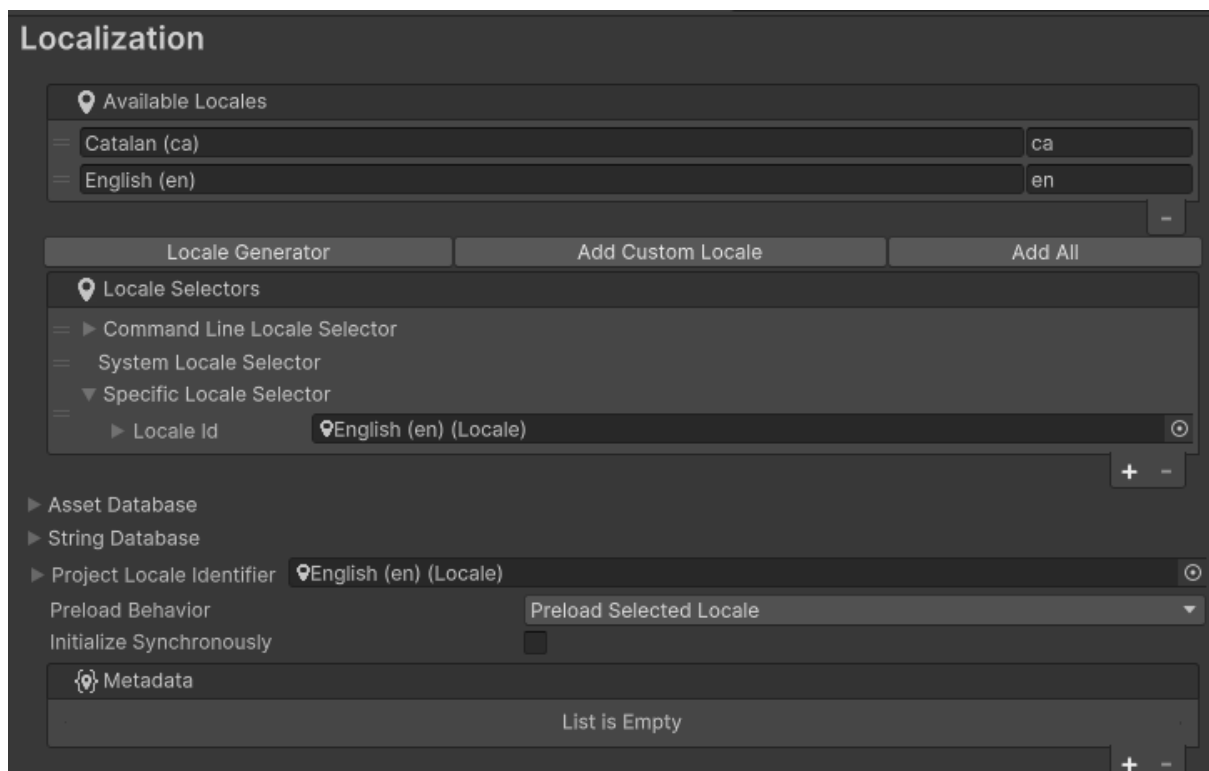 Localization
Available Locales
Catalan (ca) ca
English (en) en
Locale Generator Add Custom Locale Add All
Locale Selectors
Command Line Locale Selector
System Locale Selector
Specific Locale Selector
Locale Id English (en) (Locale)
Asset Database
String Database
Project Locale Identifier English (en) (Locale)
Preload Behavior Preload Selected Locale
Initialize Synchronously
Metadata
List is Empty